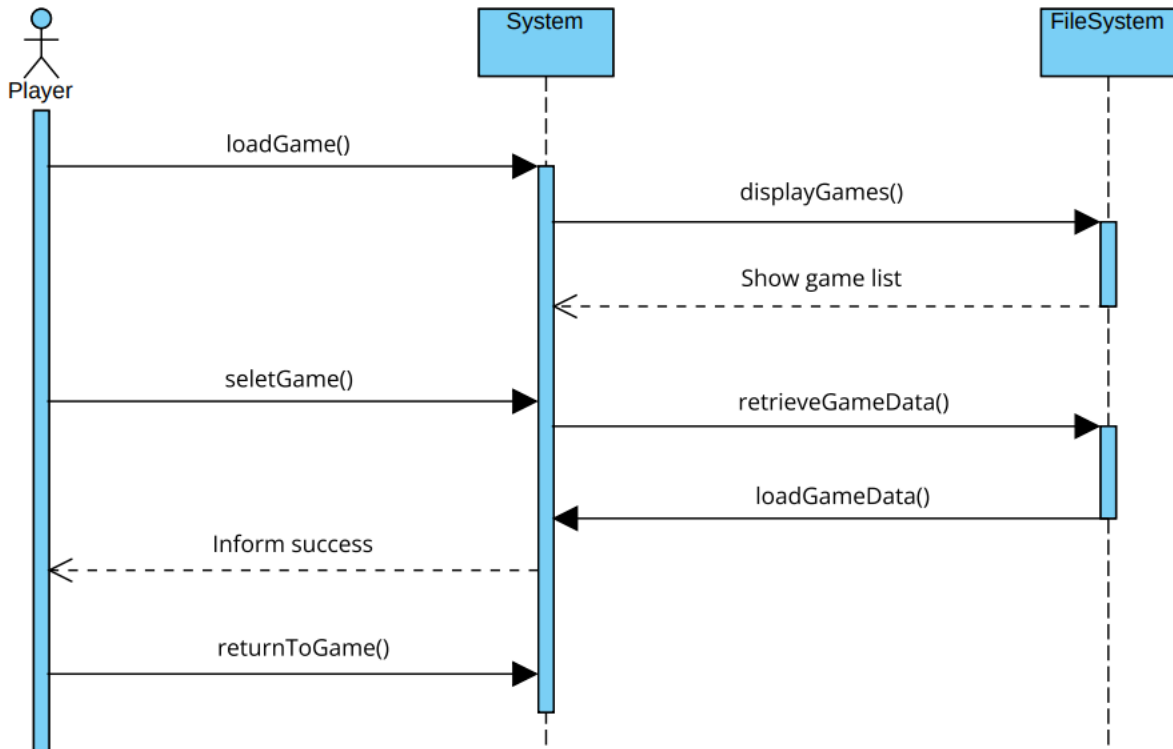 System
FileSystem
Player
loadGame()
displayGames()
Show game list
seletGame()
retrieveGameData()
loadGameData()
Inform success
returnToGame()